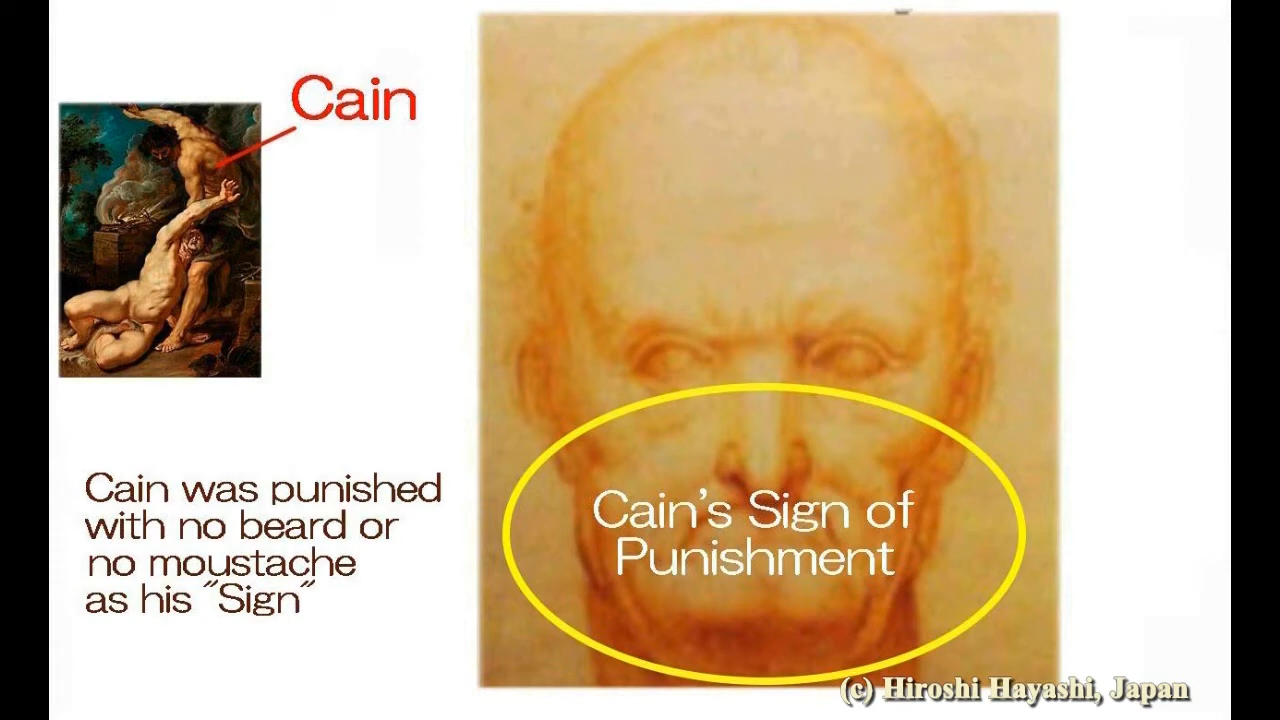 Cain
Cain was punished
with no beard or
no moustache
as his "Sign"
Cain's Sign of
Punishment
(c) Hiroshi Hayashi, Japan